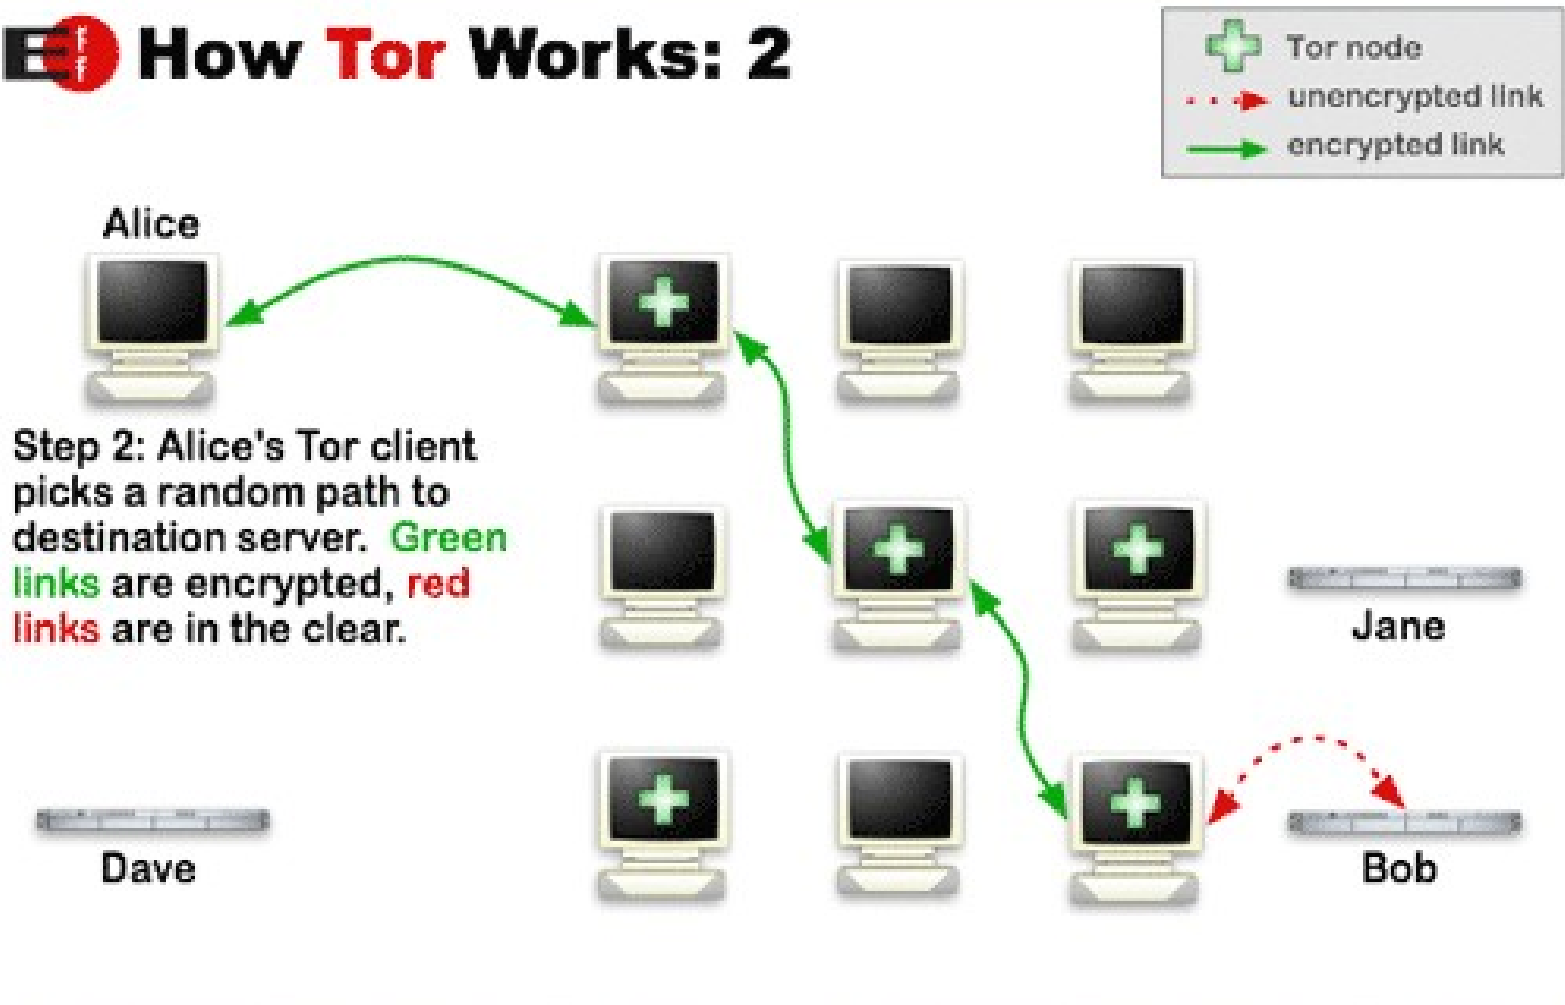 Eff How Tor Works: 2
Tor node
unencrypted link
encrypted link
Alice
Step 2: Alice's Tor client
picks a random path to
destination server. Green
links are encrypted, red
links are in the clear.
Jane
Dave
Bob